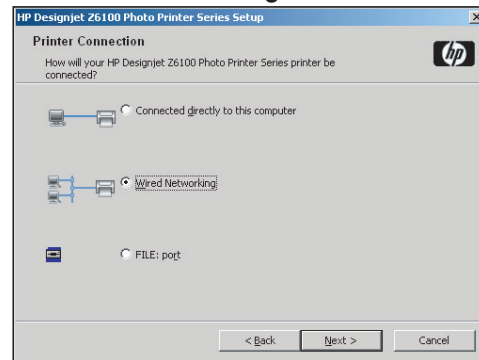 HP Designjet Z6100 Photo Printer Series Setup
Printer Connection
How will your HP Designjet Z6100 Photo Printer Series printer be
connected?
hp
Connected directly to this computer
Wired Networking
FILE: port
< Back
Next >
Cancel